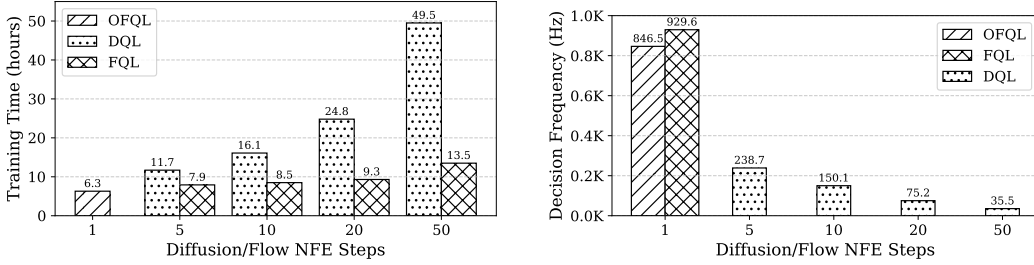 Training Time (hours)
50
40
30
20
10
0
OFQL
DQL
FQL
6.3
11.7
7.9
16.1
8.5
24.8
9.3
49.5
13.5
1
5
10
20
50
Diffusion/Flow NFE Steps
Decision Frequency (Hz)
1.0K
0.8K
0.6K
0.4K
0.2K
0.0K
846.5
929.6
238.7
150.1
75.2
35.5
OFQL
FQL
DQL
1
5
10
20
50
Diffusion/Flow NFE Steps